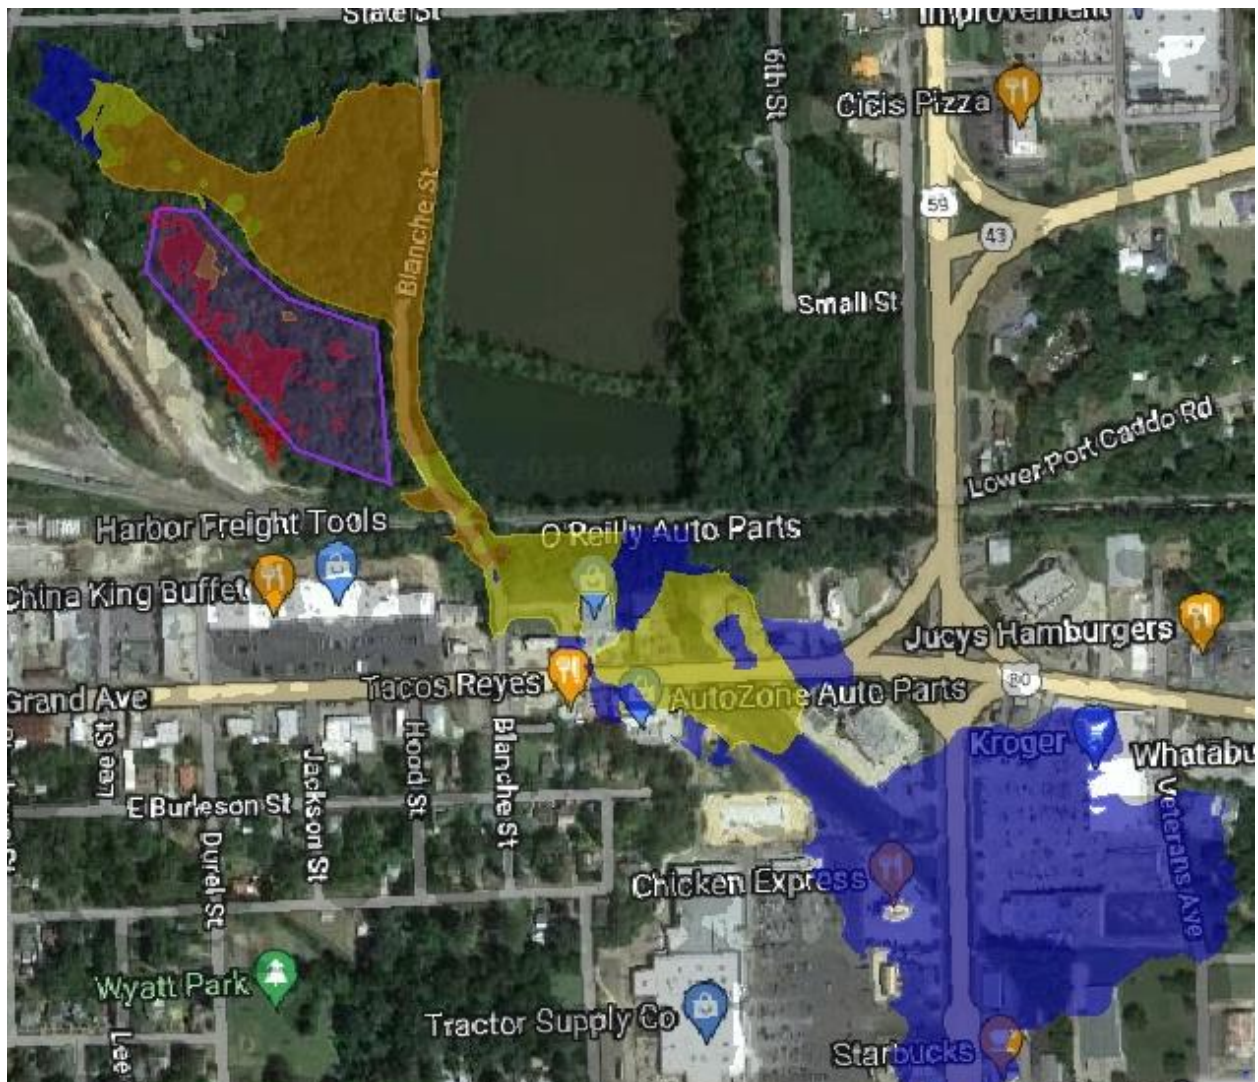 State St
Improvement
6th St
Cicis Pizza
Blanche St
59
43
Small St
Lower Port Caddo Rd
Harbor Freight Tools
O'Reilly Auto Parts
China King Buffet
Jucys Hamburgers
Tacos Reyes
80
Grand Ave
AutoZone Auto Parts
Lee St
Hood St
Blanche St
Kroger
Whatabu
Jackson St
E Burleson St
Durel St
Veterans Ave
Chicken Express
Wyatt Park
Tractor Supply Co
Lee
Starbucks